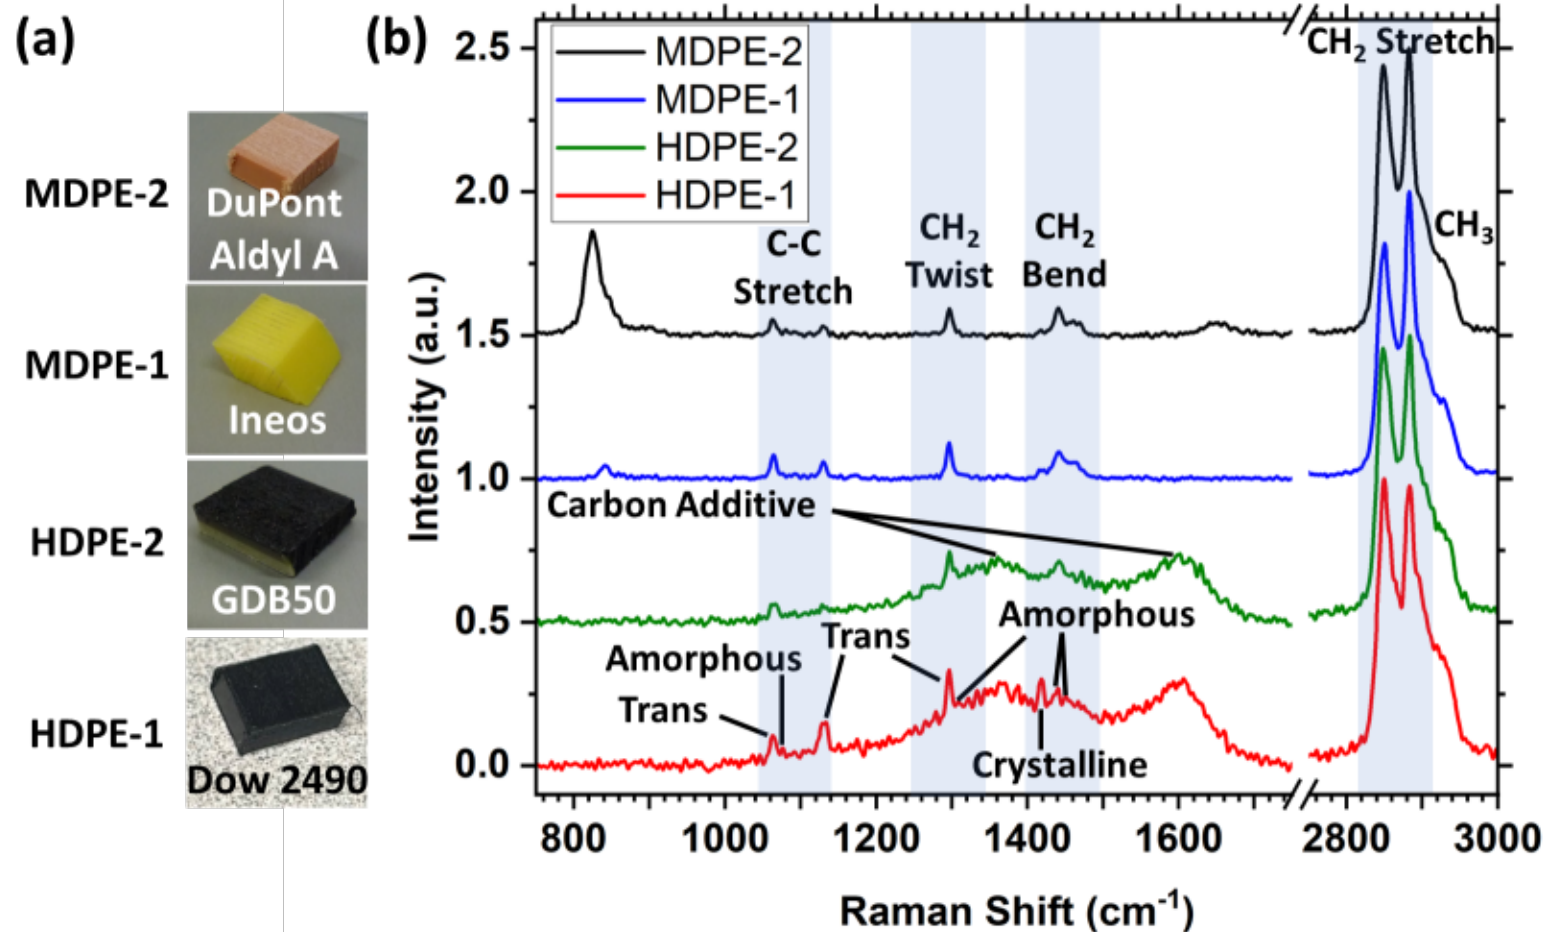 (a)
MDPE-2
DuPont
Aldyl A
MDPE-1
Ineos
HDPE-2
GDB50
HDPE-1
Dow 2490
(b)
MDPE-2
MDPE-1
HDPE-2
HDPE-1
CH₂ Stretch
CH₃
C-C
Stretch
CH₂
Twist
CH₂
Bend
Carbon Additive
Amorphous
Trans
Trans
Amorphous
Crystalline
Intensity (a.u.)
2.5
2.0
1.5
1.0
0.5
0.0
800 1000 1200 1400 1600 2800 3000
Raman Shift (cm⁻¹)